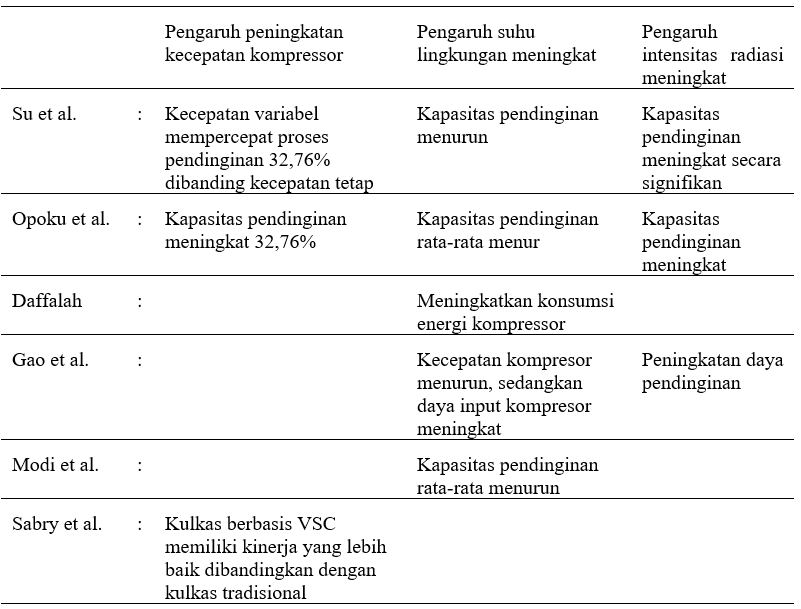 Pengaruh peningkatan
kecepatan kompressor
Pengaruh suhu
lingkungan meningkat
Pengaruh
intensitas radiasi
meningkat
Su et al. :
Kecepatan variabel
mempercepat proses
pendinginan 32,76%
dibanding kecepatan tetap
Kapasitas pendinginan
menurun
Kapasitas
pendinginan
meningkat secara
signifikan
Opoku et al. :
Kapasitas pendinginan
meningkat 32,76%
Kapasitas pendinginan
rata-rata menur
Kapasitas
pendinginan
meningkat
Daffalah :
Meningkatkan konsumsi
energi kompressor
Gao et al. :
Kecepatan kompresor
menurun, sedangkan
daya input kompresor
meningkat
Peningkatan daya
pendinginan
Modi et al. :
Kapasitas pendinginan
rata-rata menurun
Sabry et al. :
Kulkas berbasis VSC
memiliki kinerja yang lebih
baik dibandingkan dengan
kulkas tradisional